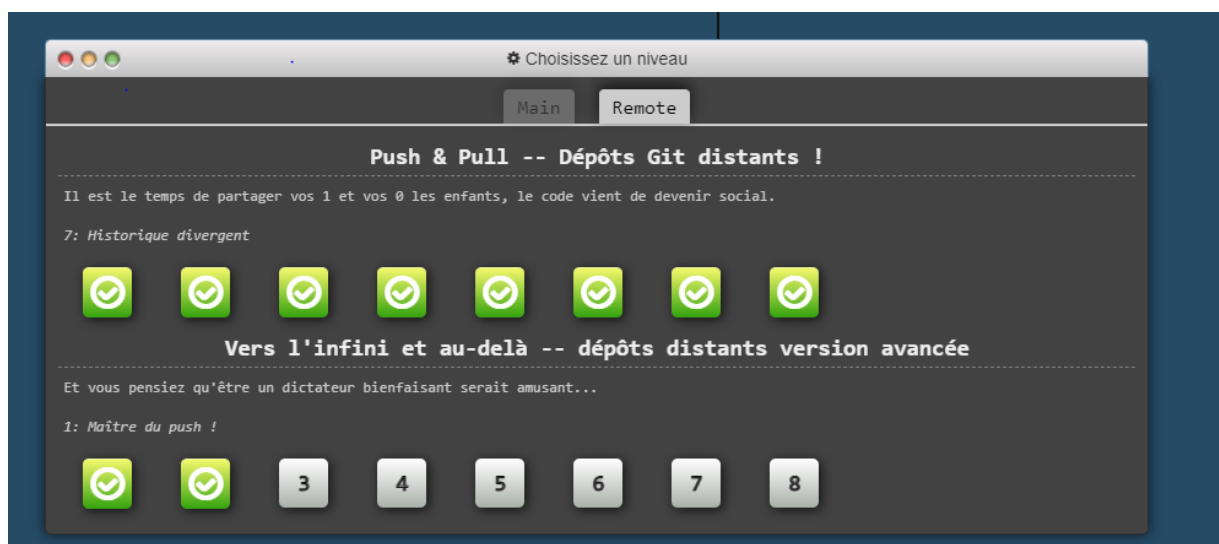 Choisissez un niveau
Main Remote
Push & Pull -- Dépôts Git distants !
Il est le temps de partager vos 1 et vos 0 les enfants, le code vient de devenir social.
7: Historique divergent
Vers l'infini et au-delà -- dépôts distants version avancée
Et vous pensiez qu'être un dictateur bienfaisant serait amusant...
1: Maître du push !
3 4 5 6 7 8